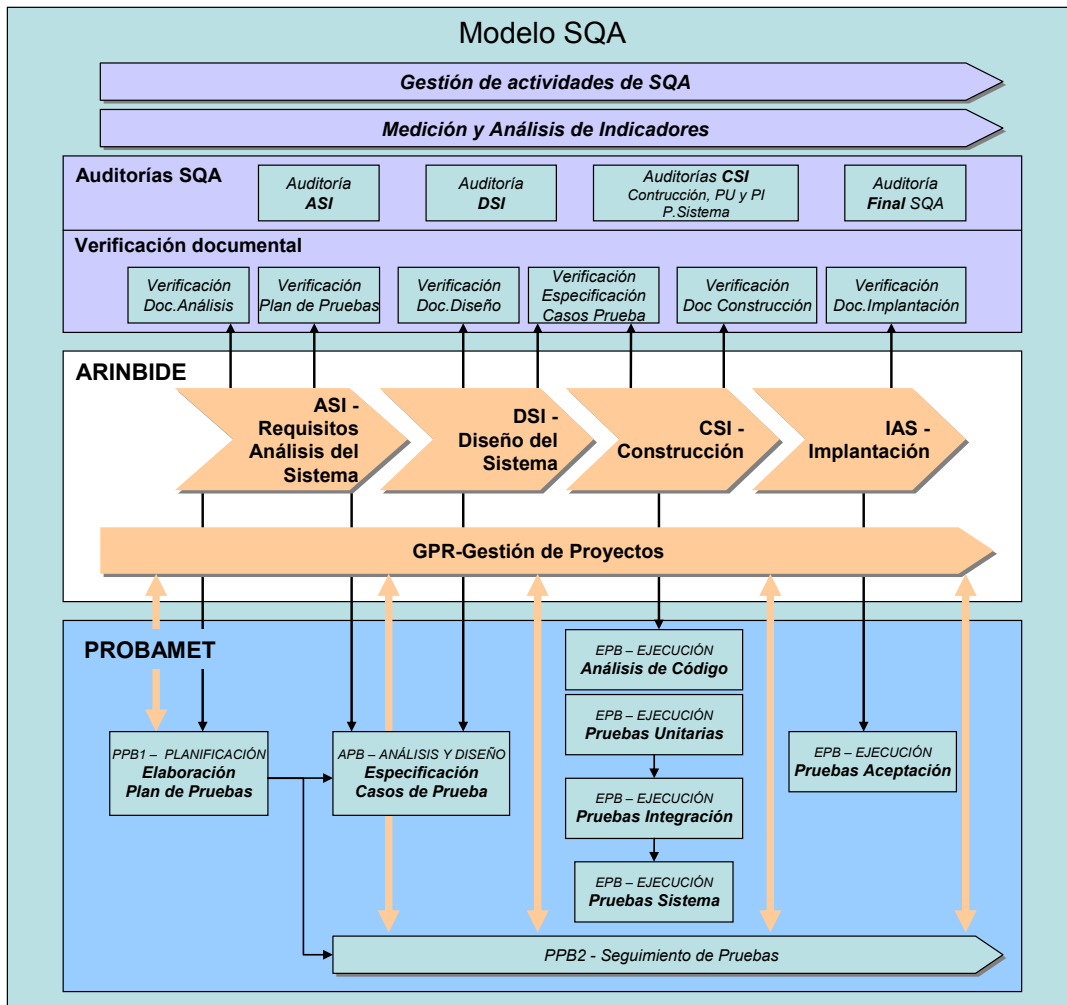 Modelo SQA
Gestión de actividades de SQA
Medición y Análisis de Indicadores
Auditorías SQA
Auditoría
ASI
Auditoría
DSI
Auditorías CSI
Contrucción, PU y PI
P.Sistema
Auditoría
Final SQA
Verificación documental
Verificación
Doc.Análisis
Verificación
Plan de Pruebas
Verificación
Doc.Diseño
Verificación
Especificación
Casos Prueba
Verificación
Doc Construcción
Verificación
Doc.Implantación
ARINBIDE
ASI -
Requisitos
Análisis del
Sistema
DSI -
Diseño del
Sistema
CSI -
Construcción
IAS -
Implantación
GPR-Gestión de Proyectos
PROBAMET
PPB1 – PLANIFICACIÓN
Elaboración
Plan de Pruebas
APB – ANÁLISIS Y DISEÑO
Especificación
Casos de Prueba
EPB – EJECUCIÓN
Análisis de Código
EPB – EJECUCIÓN
Pruebas Unitarias
EPB – EJECUCIÓN
Pruebas Integración
EPB – EJECUCIÓN
Pruebas Sistema
EPB – EJECUCIÓN
Pruebas Aceptación
PPB2 - Seguimiento de Pruebas